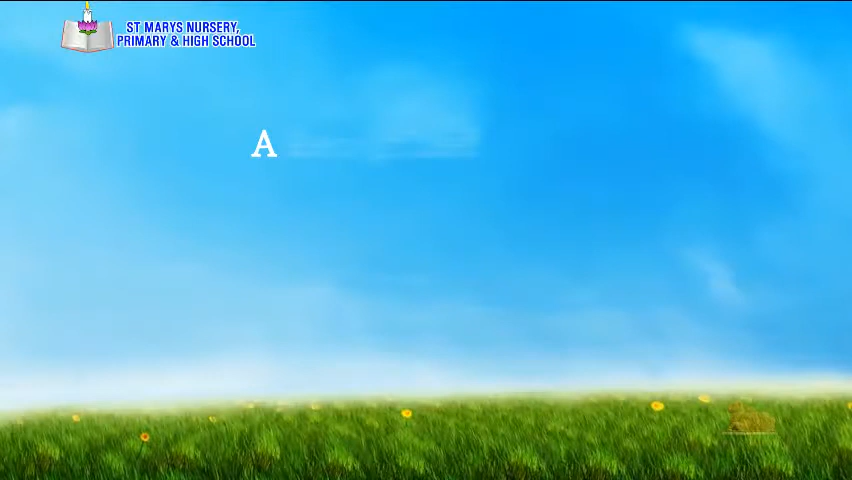 ST MARYS NURSERY,
PRIMARY & HIGH SCHOOL
A